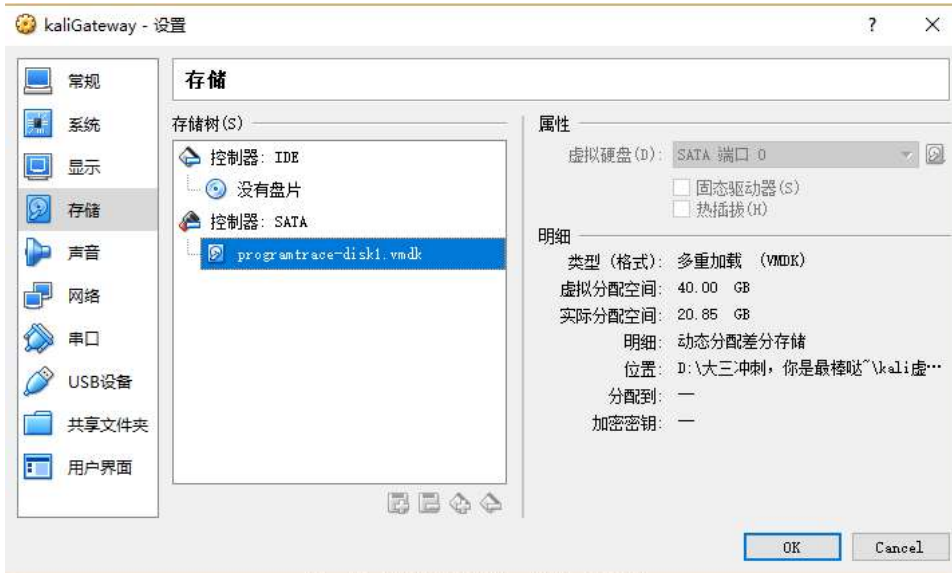 kaliGateway - 设置
? ×
常规
系统
显示
存储
声音
网络
串口
USB设备
共享文件夹
用户界面
存储
存储树(S)
控制器: IDE
没有盘片
控制器: SATA
programtrace-disk1.vmdk
属性
虚拟硬盘(D): SATA 端口 0
固态驱动器(S)
热插拔(H)
明细
类型 (格式): 多重加载 (VMDK)
虚拟分配空间: 40.00 GB
实际分配空间: 20.85 GB
明细: 动态分配差分存储
位置: D:\大三冲刺，你是最棒哒~\kali虚…
分配到: —
加密密钥: —
OK Cancel